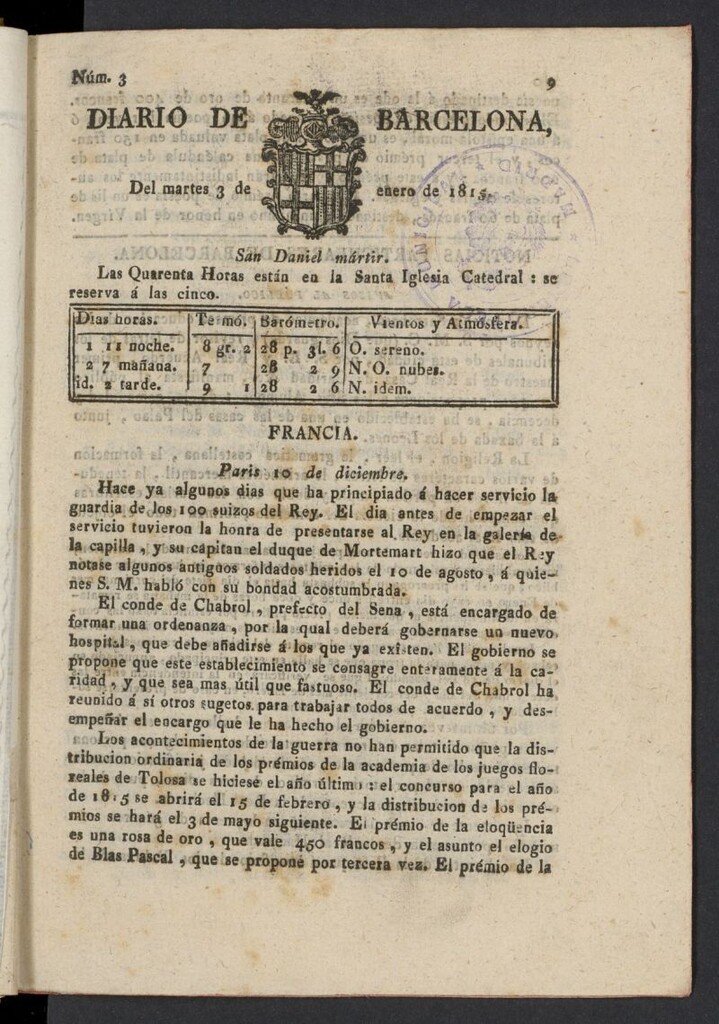 Núm. 3
9
DIARIO DE BARCELONA,
Del martes 3 de enero de 1815.
San Daniel mártir.
Las Quarenta Horas están en la Santa Iglesia Catedral : se
reserva á las cinco.
Dias horas. Termó. Barómetro. Vientos y Atmósfera.
1 11 noche. 8 gr. 2 28 p. 3l. 6 O. sereno.
2 7 mañana. 7 28 2 9 N. O. nubes.
id. 2 tarde. 9 1 28 2 6 N. idem.
FRANCIA.
Paris 10 de diciembre.
Hace ya algunos dias que ha principiado á hacer servicio la
guardia de los 100 suizos del Rey. El dia antes de empezar el
servicio tuvieron la honra de presentarse al Rey en la galería de
la capilla , y su capitan el duque de Mortemart hizo que el Rey
notase algunos antiguos soldados heridos el 10 de agosto , á quie-
nes S. M. habló con su bondad acostumbrada.
El conde de Chabrol , prefecto del Sena , está encargado de
formar una ordenanza , por la qual deberá gobernarse un nuevo
hospital , que debe añadirse á los que ya existen. El gobierno se
propone que este establecimiento se consagre enteramente á la ca-
ridad , y que sea mas útil que fastuoso. El conde de Chabrol ha
reunido á sí otros sugetos para trabajar todos de acuerdo , y des-
empeñar el encargo que le ha hecho el gobierno.
Los acontecimientos de la guerra no han permitido que la dis-
tribucion ordinaria de los prémios de la academia de los juegos flo-
reales de Tolosa se hiciese el año último : el concurso para el año
de 1815 se abrirá el 15 de febrero , y la distribucion de los pré-
mios se hará el 3 de mayo siguiente. El prémio de la eloqüencia
es una rosa de oro , que vale 450 francos , y el asunto el elogio
de Blas Pascal , que se propone por tercera vez. El prémio de la